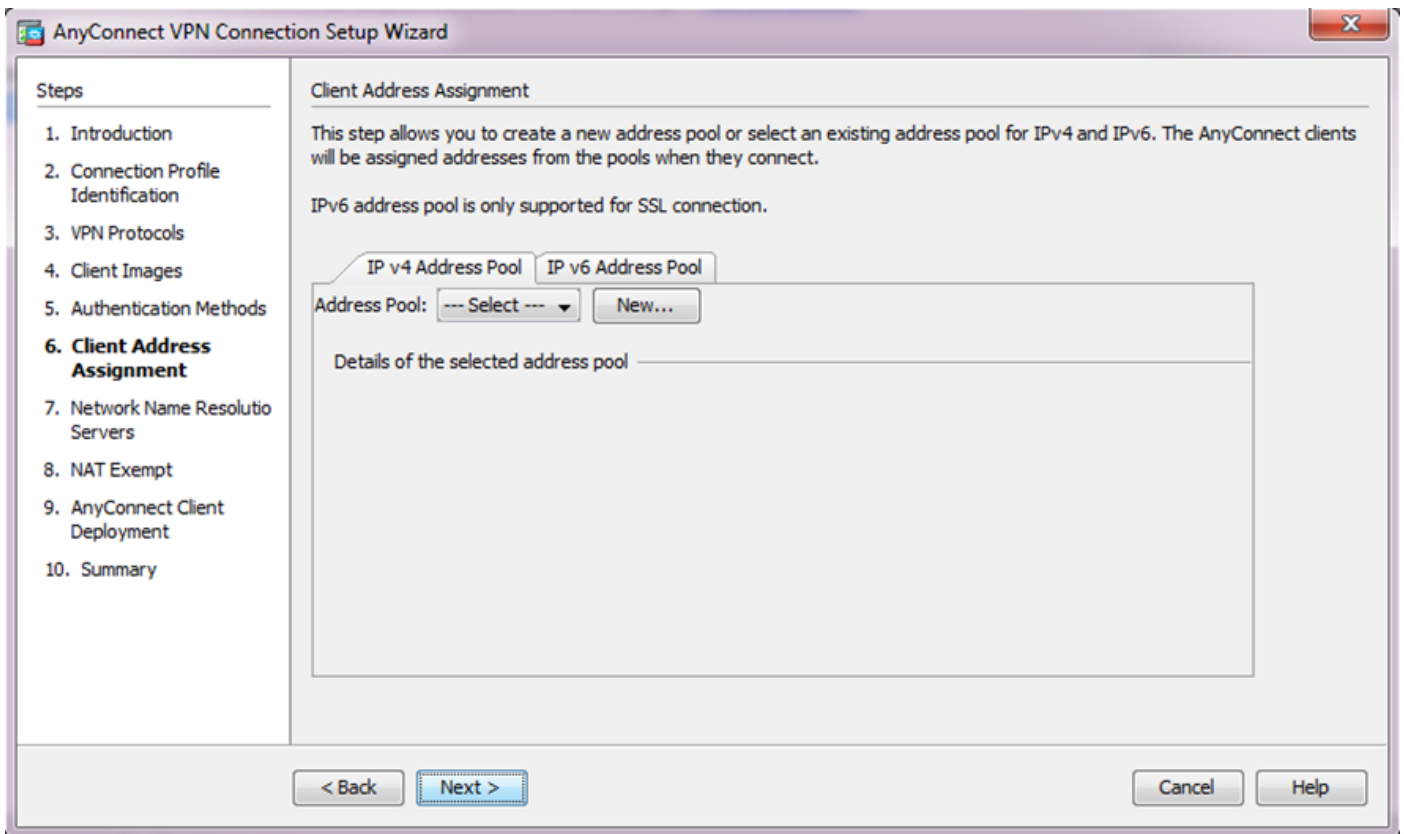 AnyConnect VPN Connection Setup Wizard
Steps
1. Introduction
2. Connection Profile
Identification
3. VPN Protocols
4. Client Images
5. Authentication Methods
6. Client Address
Assignment
7. Network Name Resolutio
Servers
8. NAT Exempt
9. AnyConnect Client
Deployment
10. Summary
Client Address Assignment
This step allows you to create a new address pool or select an existing address pool for IPv4 and IPv6. The AnyConnect clients
will be assigned addresses from the pools when they connect.
IPv6 address pool is only supported for SSL connection.
IP v4 Address Pool IP v6 Address Pool
Address Pool: --- Select --- New...
Details of the selected address pool
< Back Next > Cancel Help